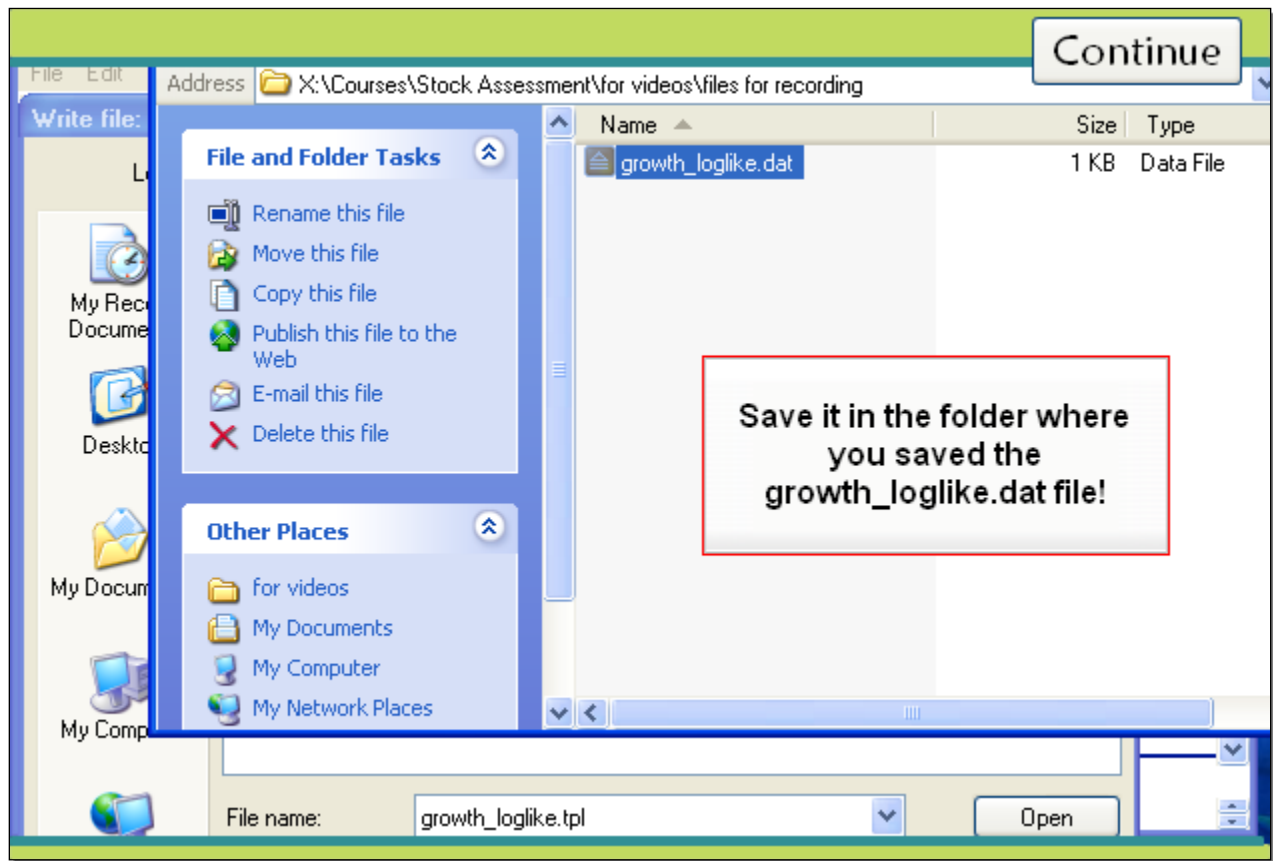 Continue
File Edit
Address X:\Courses\Stock Assessment\for videos\files for recording
Write file:
Name Size Type
File and Folder Tasks
growth_loglike.dat 1 KB Data File
Rename this file
Move this file
Copy this file
Publish this file to the
Web
E-mail this file
Delete this file
My
Desk
Save it in the folder where
you saved the
growth_loglike.dat file!
Other Places
for videos
My Documents
My Computer
My Network Places
My
My
File name: growth_loglike.tpl Open